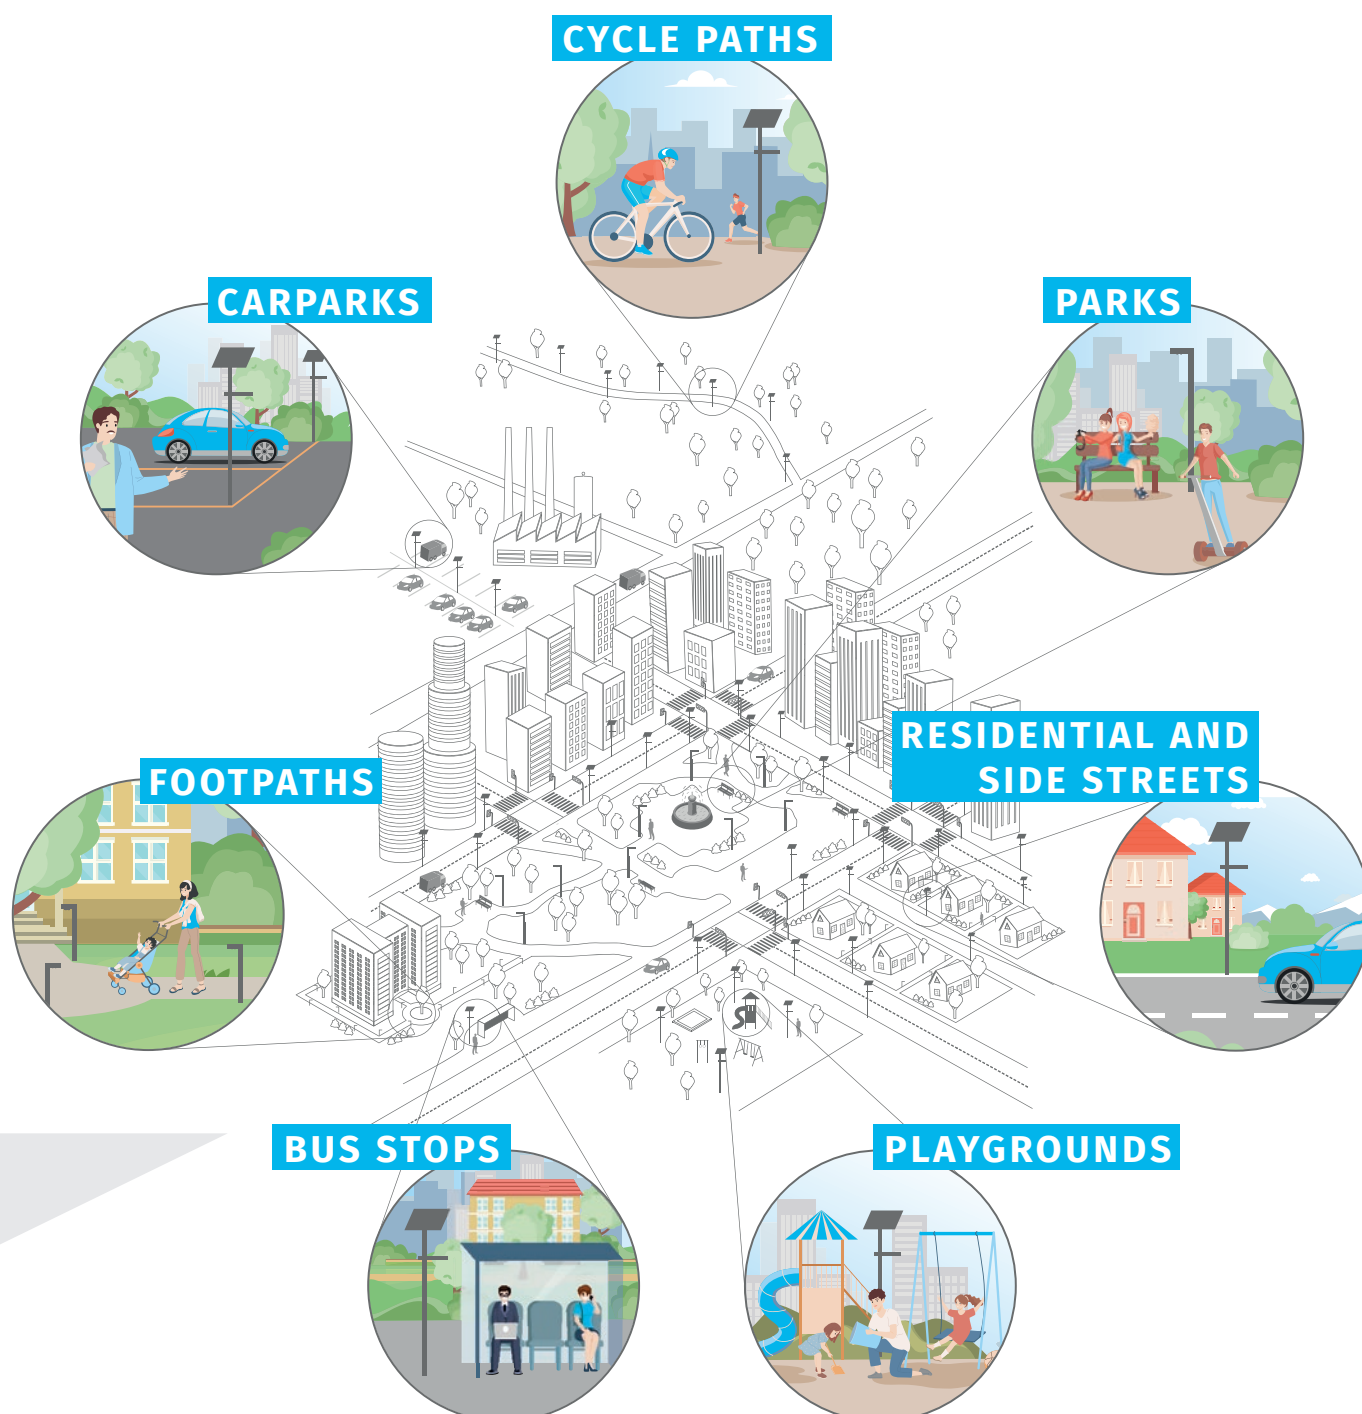 CYCLE PATHS
CARPARKS
PARKS
RESIDENTIAL AND
SIDE STREETS
FOOTPATHS
BUS STOPS
PLAYGROUNDS